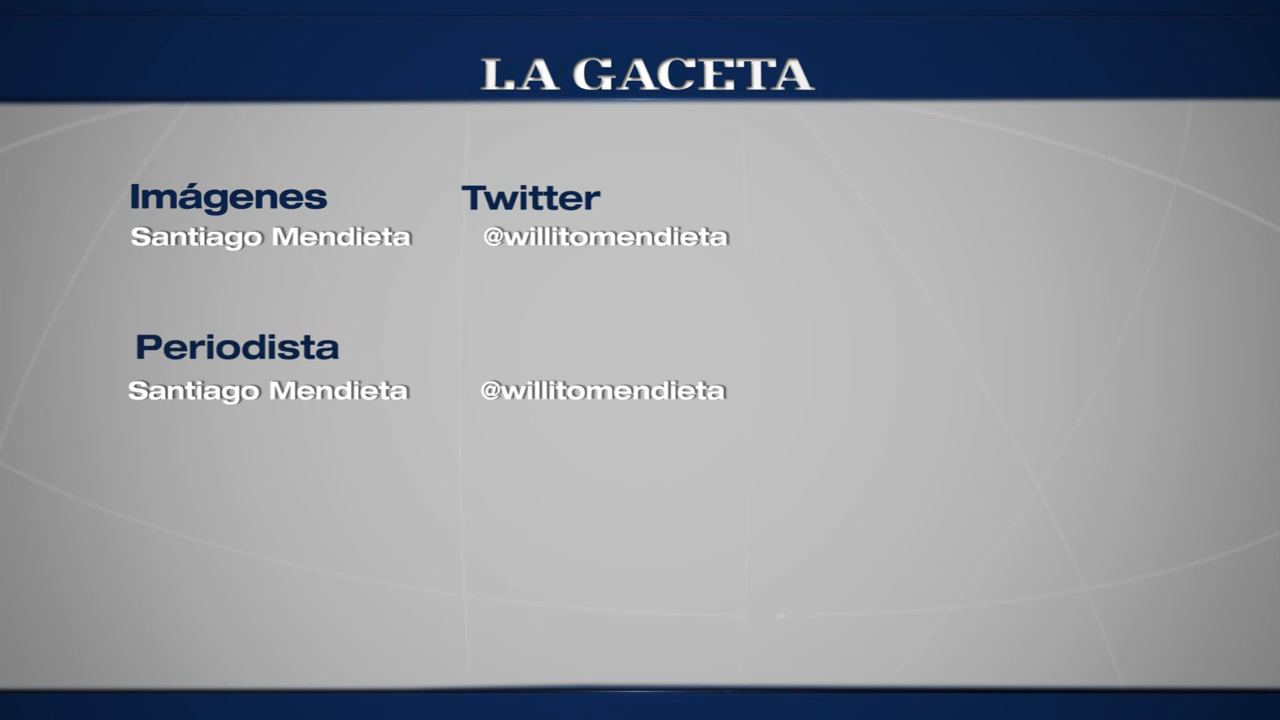 LA GACETA
Imágenes Twitter
Santiago Mendieta @willitomendieta
Periodista
Santiago Mendieta @willitomendieta